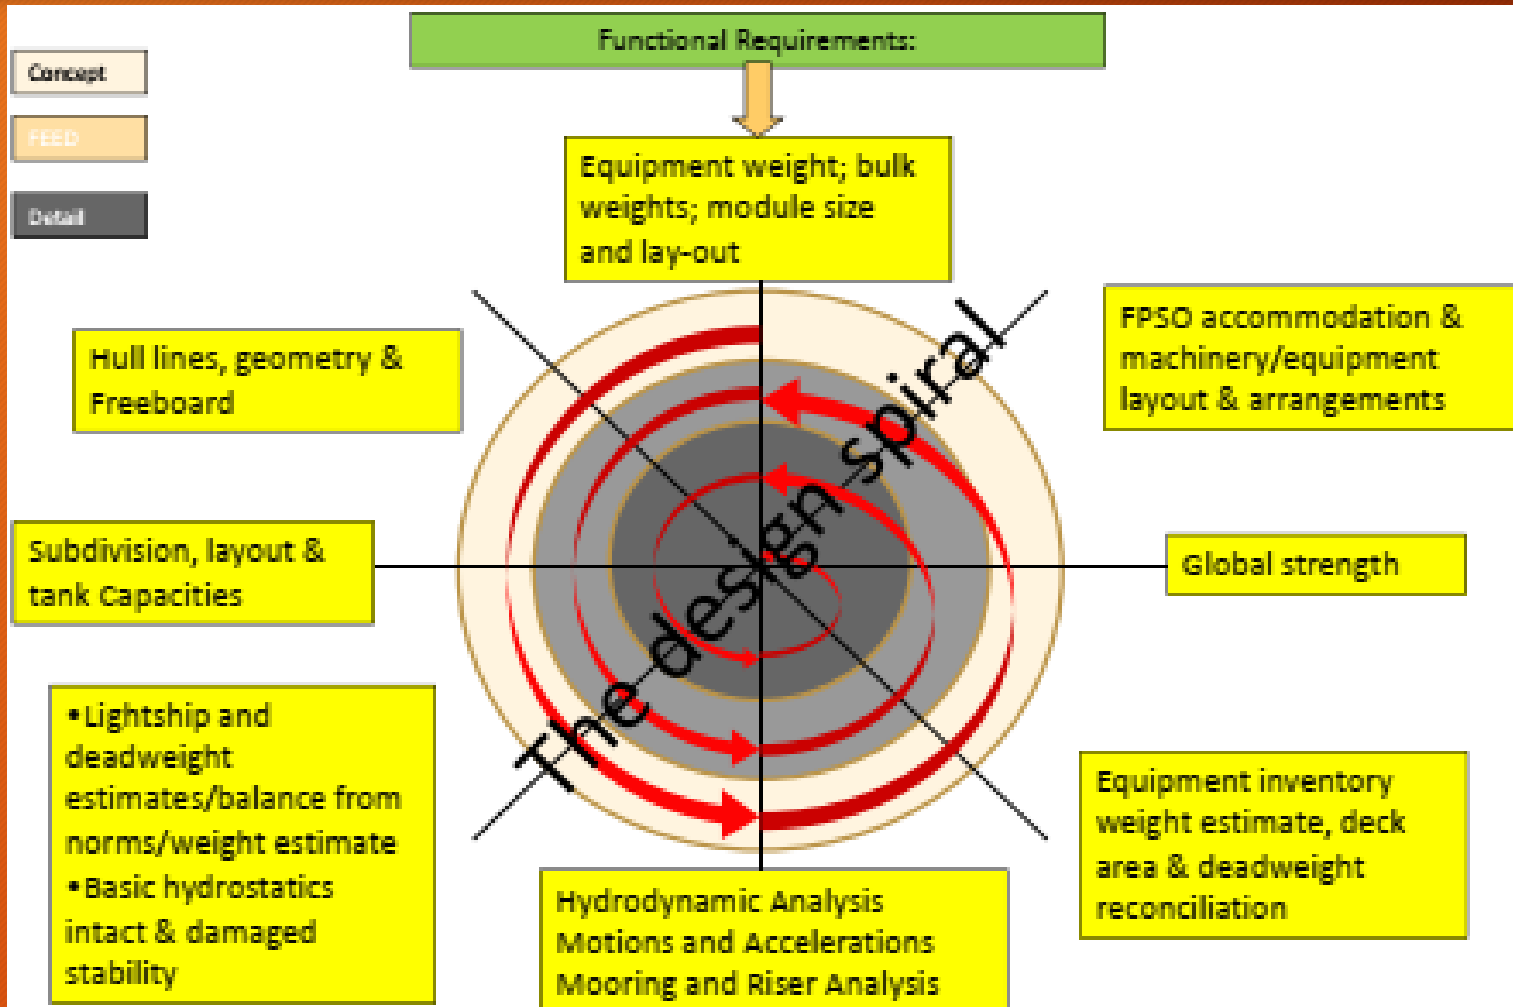 Functional Requirements:
Concept
FEED
Detail
Equipment weight; bulk
weights; module size
and lay-out
Hull lines, geometry &
Freeboard
FPSO accommodation &
machinery/equipment
layout & arrangements
The design spiral
Subdivision, layout &
tank Capacities
Global strength
•Lightship and
deadweight
estimates/balance from
norms/weight estimate
•Basic hydrostatics
intact & damaged
stability
Equipment inventory
weight estimate, deck
area & deadweight
reconciliation
Hydrodynamic Analysis
Motions and Accelerations
Mooring and Riser Analysis